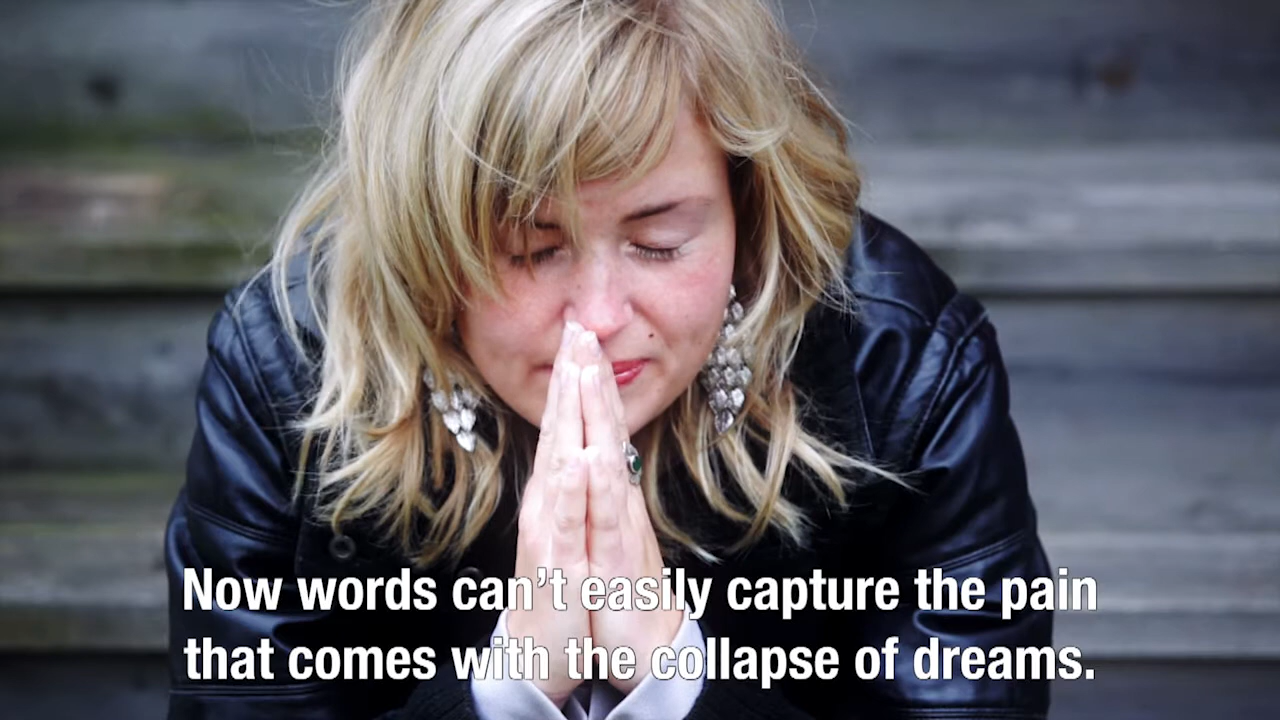 Now words can't easily capture the pain
that comes with the collapse of dreams.